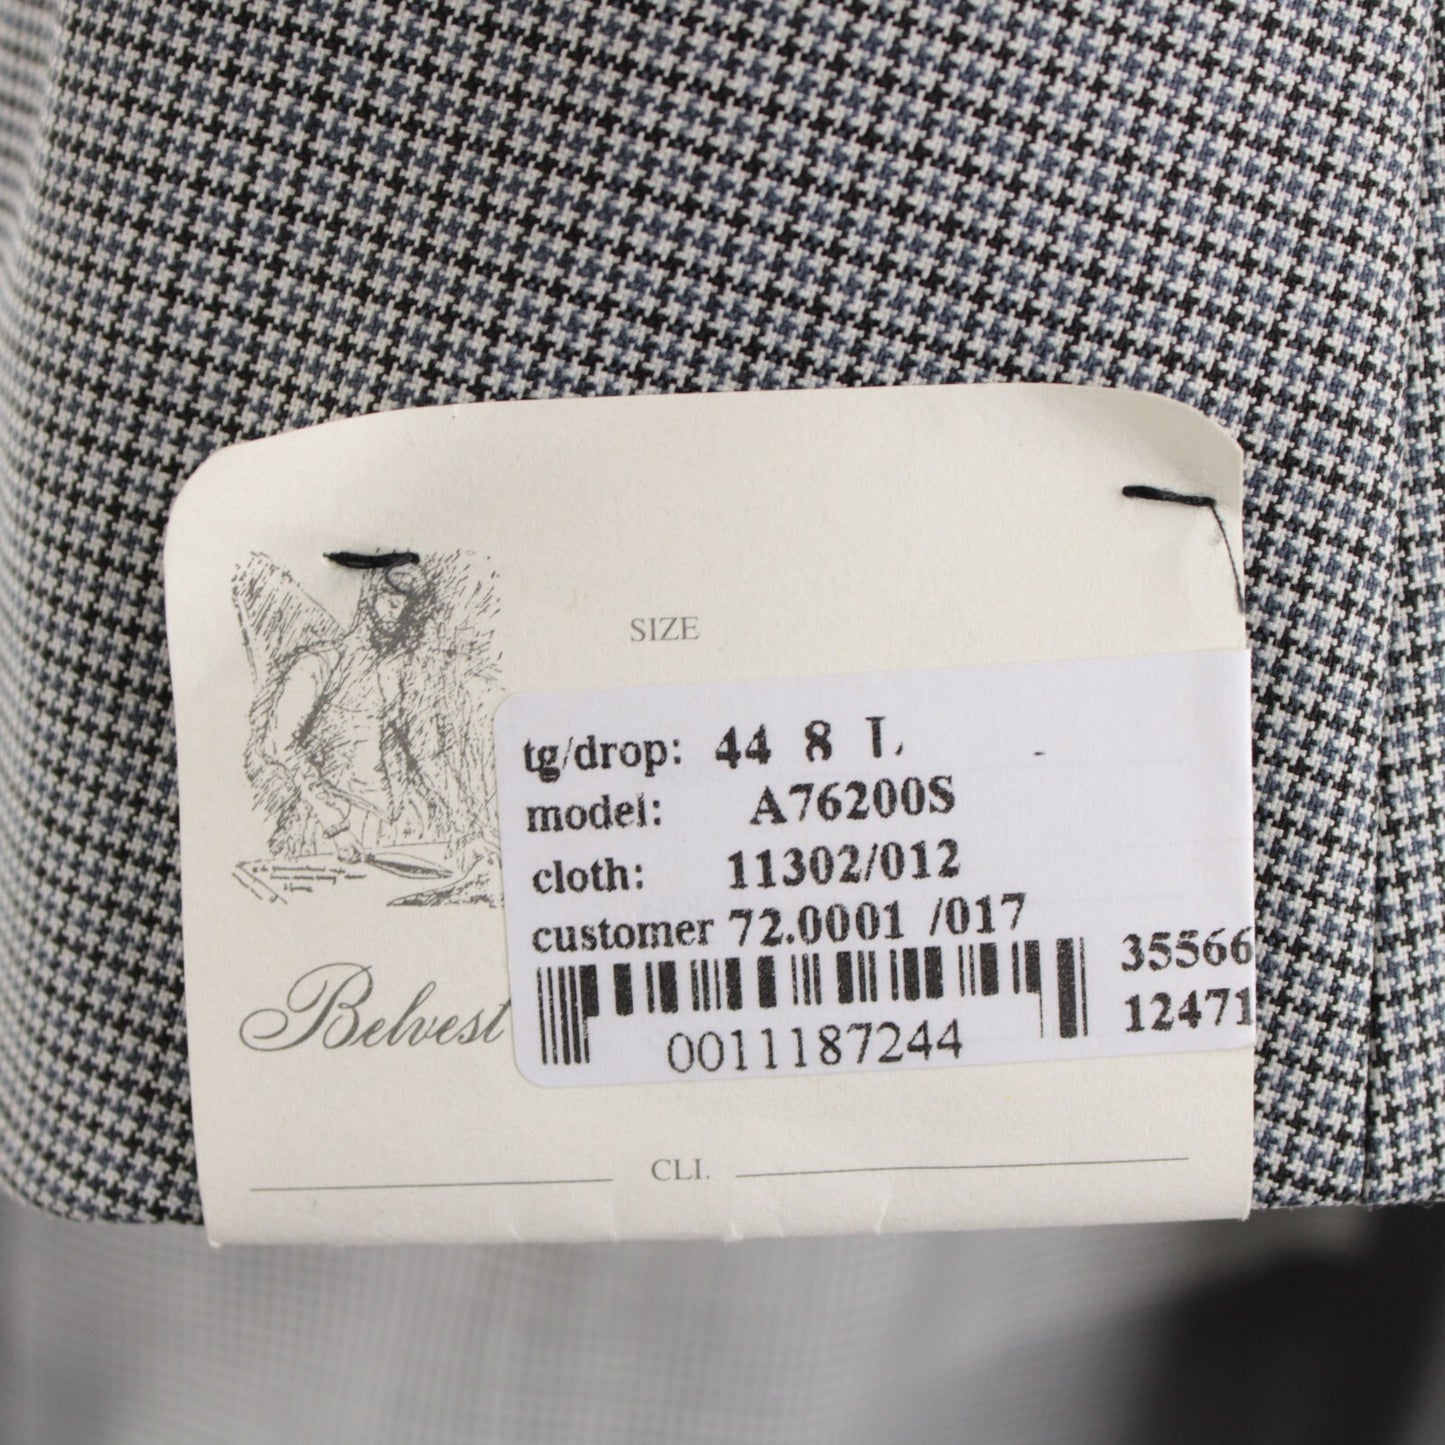 SIZE
tg/drop: 44 8 L
model: A76200S
cloth: 11302/012
customer 72.0001 /017
35566
12471
0011187244
Belvest
CLI.